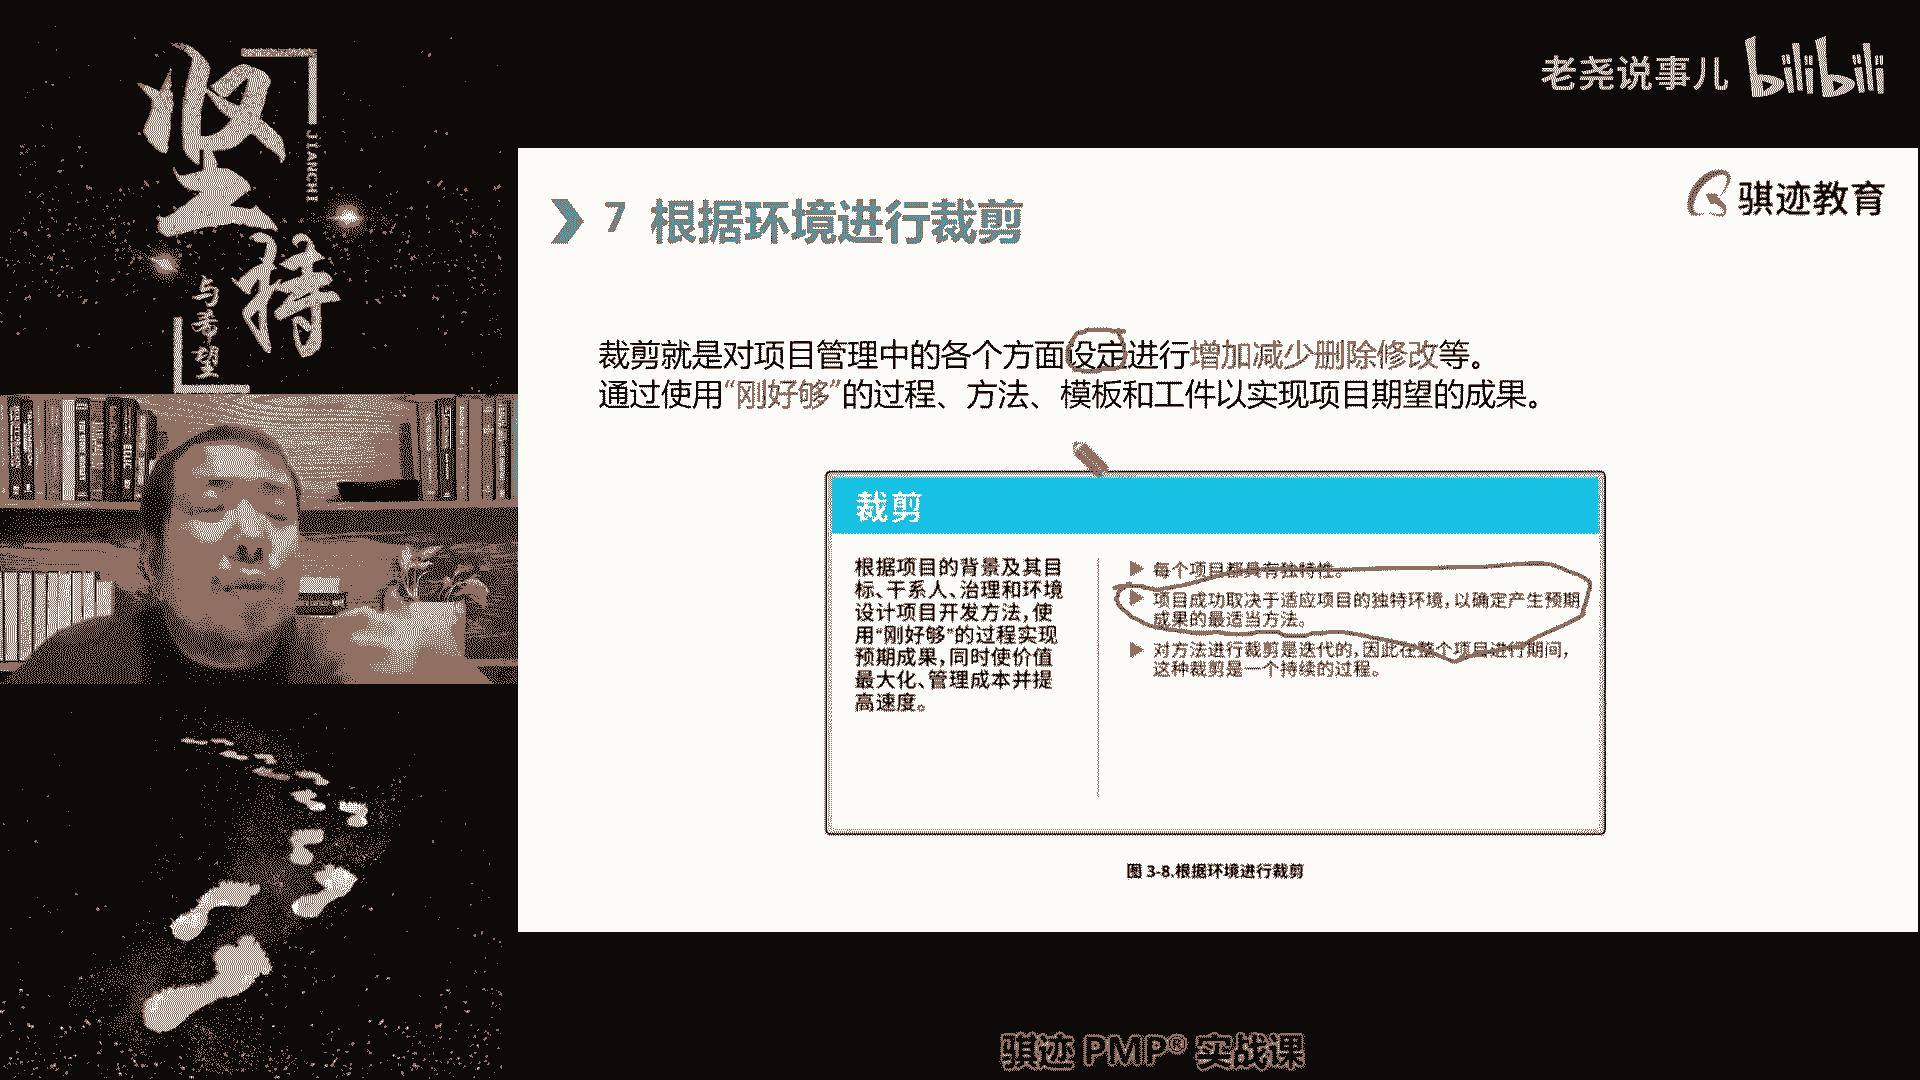 坚持
JIANCHI
与希望
老尧说事儿 bilibili
骐迹教育
7 根据环境进行裁剪
裁剪就是对项目管理中的各个方面设定进行增加减少删除修改等。
通过使用“刚好够”的过程、方法、模板和工件以实现项目期望的成果。
裁剪
根据项目的背景及其目
标、干系人、治理和环境
设计项目开发方法,使
用“刚好够”的过程实现
预期成果,同时使价值
最大化、管理成本并提
高速度。
▶ 每个项目都具有独特性。
▶ 项目成功取决于适应项目的独特环境,以确定产生预期
成果的最适当方法。
▶ 对方法进行裁剪是迭代的,因此在整个项目进行期间,
这种裁剪是一个持续的过程。
图 3-8.根据环境进行裁剪
骐迹 PMP® 实战课